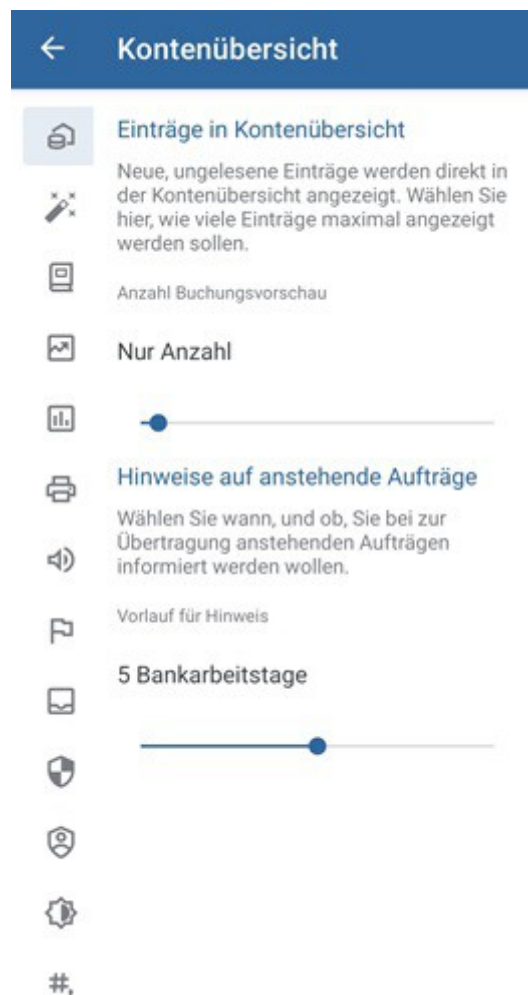 Kontenübersicht
Einträge in Kontenübersicht
Neue, ungelesene Einträge werden direkt in
der Kontenübersicht angezeigt. Wählen Sie
hier, wie viele Einträge maximal angezeigt
werden sollen.
Anzahl Buchungsvorschau
Nur Anzahl
Hinweise auf anstehende Aufträge
Wählen Sie wann, und ob, Sie bei zur
Übertragung anstehenden Aufträgen
informiert werden wollen.
Vorlauf für Hinweis
5 Bankarbeitstage